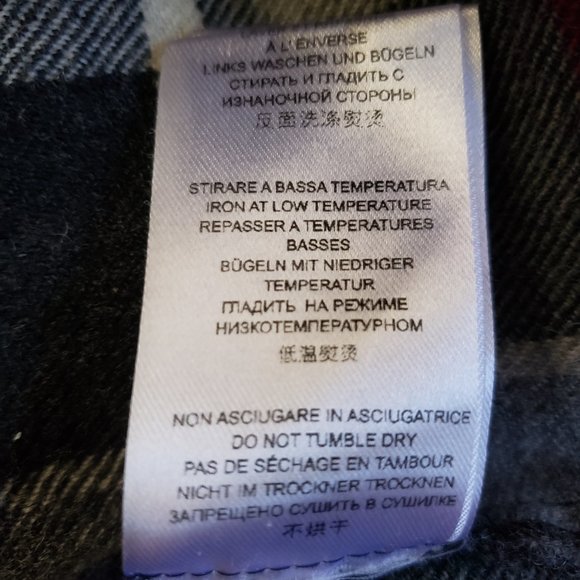 À L'ENVERSE
LINKS WASCHEN UND BÜGELN
СТИРАТЬ И ГЛАДИТЬ С
ИЗНАНОЧНОЙ СТОРОНЫ
反面洗涤熨烫
STIRARE A BASSA TEMPERATURA
IRON AT LOW TEMPERATURE
REPASSER A TEMPERATURES
BASSES
BÜGELN MIT NIEDRIGER
TEMPERATUR
ГЛАДИТЬ НА РЕЖИМЕ
НИЗКОТЕМПЕРАТУРНОМ
低温熨烫
NON ASCIUGARE IN ASCIUGATRICE
DO NOT TUMBLE DRY
PAS DE SÉCHAGE EN TAMBOUR
NICHT IM TROCKNER TROCKNEN
ЗАПРЕЩЕНО СУШИТЬ В СУШИЛКЕ
不烘干